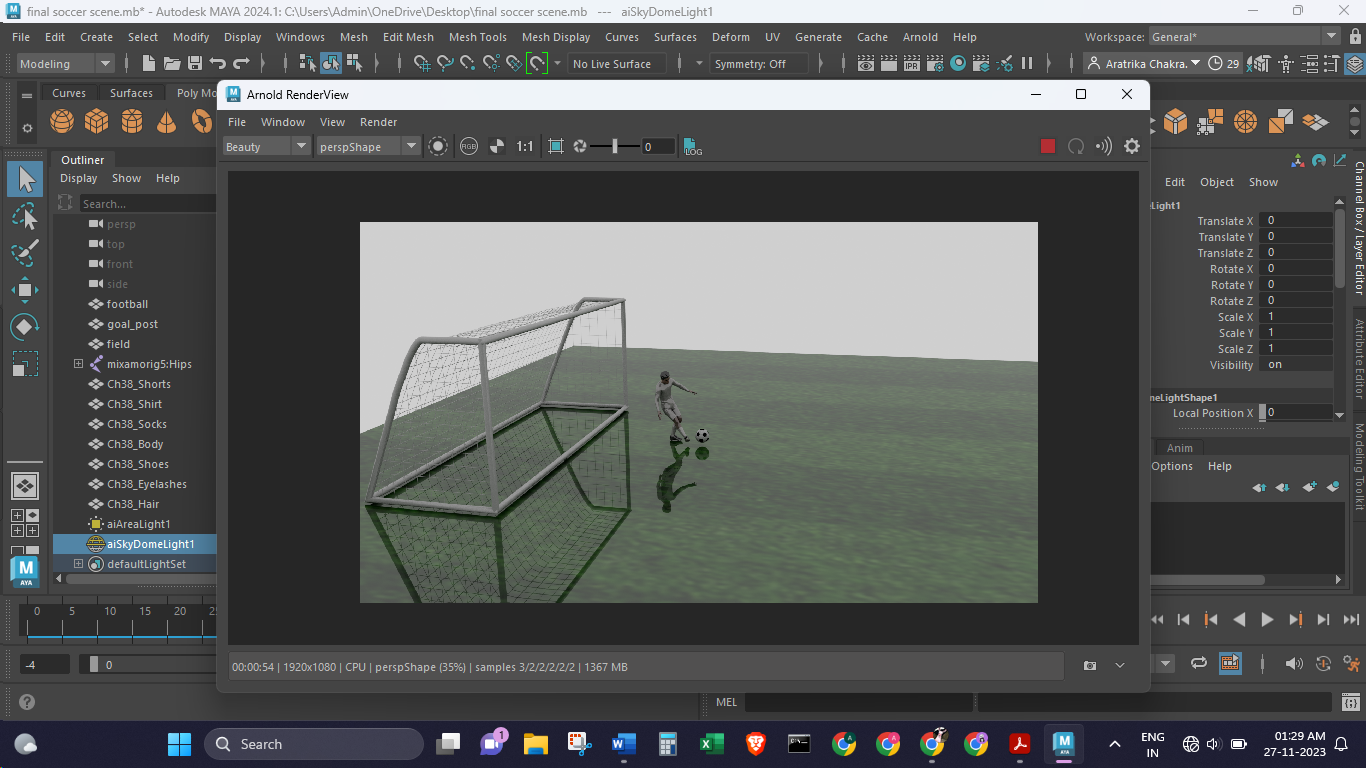 final soccer scene.mb* - Autodesk MAYA 2024.1: C:\Users\Admin\OneDrive\Desktop\final soccer scene.mb --- aiSkyDomeLight1
File Edit Create Select Modify Display Windows Mesh Edit Mesh Mesh Tools Mesh Display Curves Surfaces Deform UV Generate Cache Arnold Help Workspace: General*
Modeling No Live Surface Symmetry: Off IPR Aratrika Chakra. 29
Curves Surfaces Poly Mo
Arnold RenderView
File Window View Render
Beauty perspShape RGB 1:1 0 LOG
Outliner
Display Show Help
Search...
persp
top
front
side
football
goal_post
field
mixamorig5:Hips
Ch38_Shorts
Ch38_Shirt
Ch38_Socks
Ch38_Body
Ch38_Shoes
Ch38_Eyelashes
Ch38_Hair
aiAreaLight1
aiSkyDomeLight1
defaultLightSet
MAYA
Edit Object Show
Light1
Translate X 0
Translate Y 0
Translate Z 0
Rotate X 0
Rotate Y 0
Rotate Z 0
Scale X 1
Scale Y 1
Scale Z 1
Visibility on
meLightShape1
Local Position X 0
Anim
Options Help
Channel Box / Layer Editor
Attribute Editor
Modeling Toolkit
0 5 10 15 20 2
-4 0
00:00:54 | 1920x1080 | CPU | perspShape (35%) | samples 3/2/2/2/2/2 | 1367 MB
MEL
Search 1 ENG 01:29 AM
IN 27-11-2023